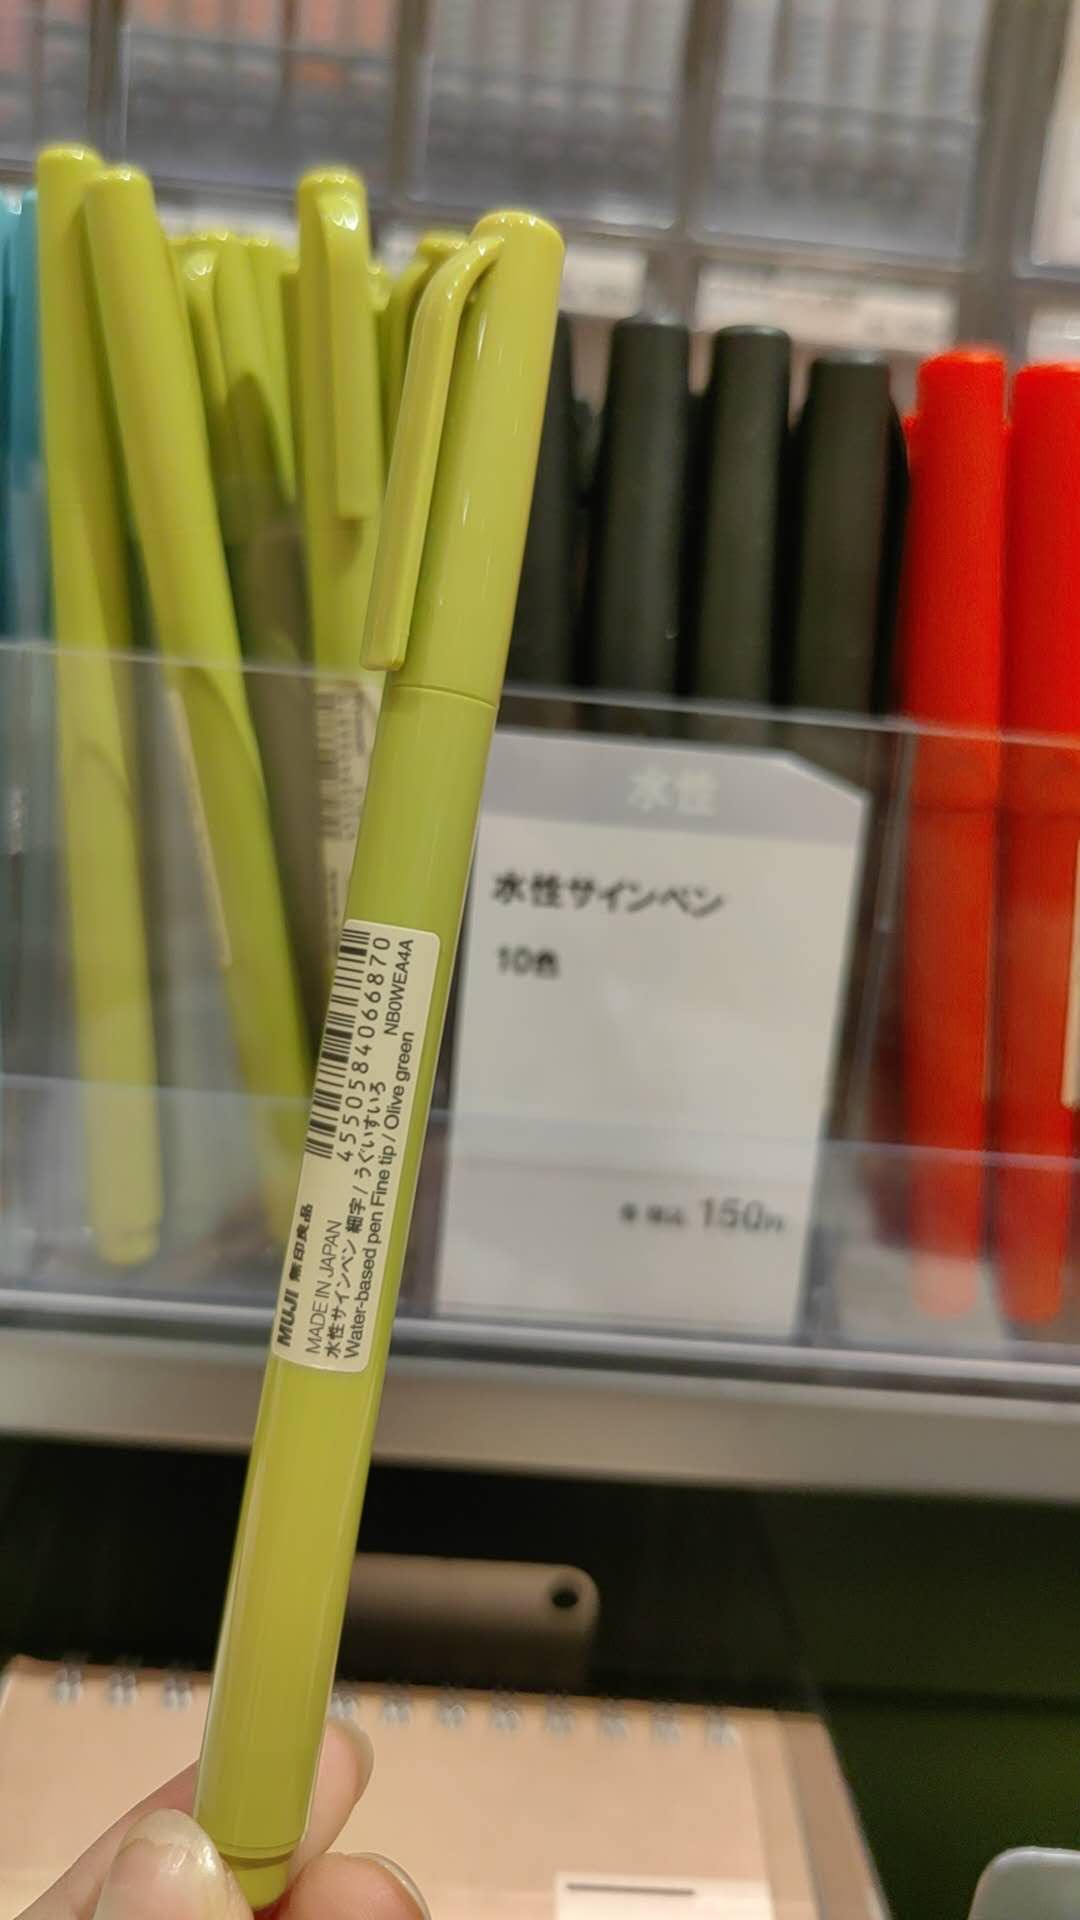 水性
水性サインペン
10色
150円
4550584066870
NB0WEA4A
MUJI 無印良品
MADE IN JAPAN
水性サインペン 細字 / うぐいすいろ
Water-based pen Fine tip / Olive green